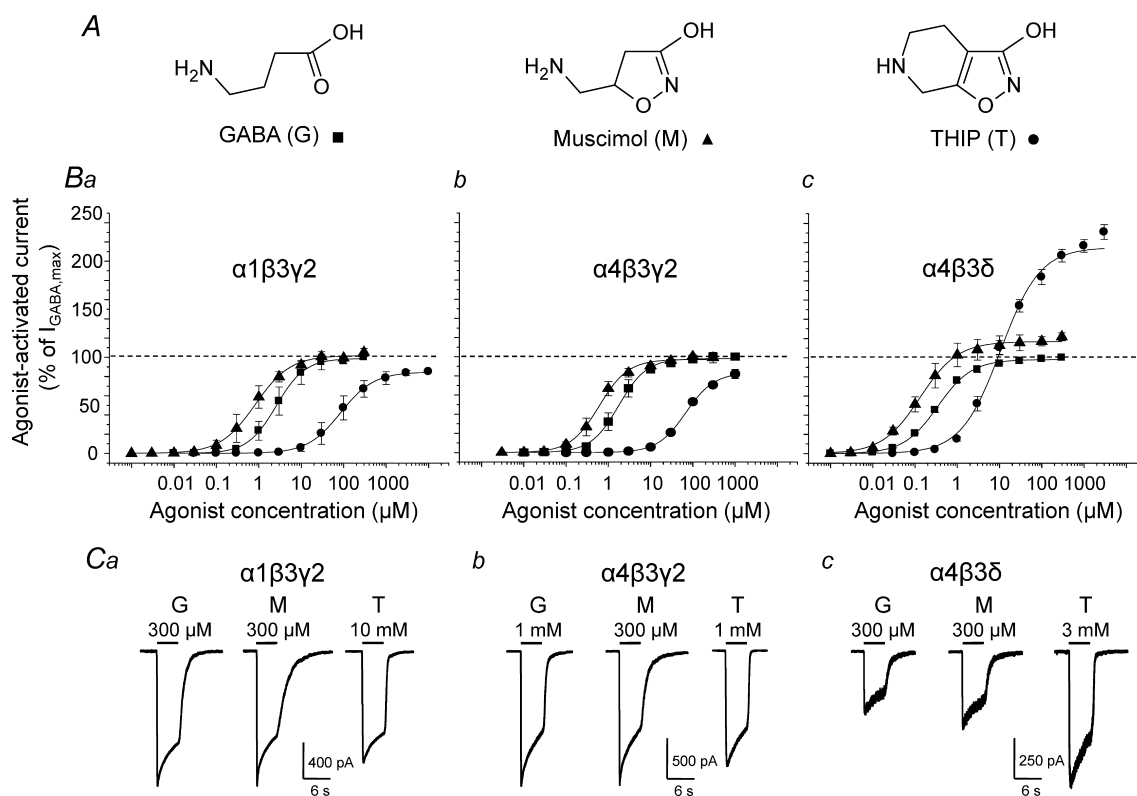 A
OH
H₂N
O
GABA (G) ■
OH
H₂N
N
O
Muscimol (M) ▲
OH
HN
N
O
THIP (T) ●
Ba
b
c
Agonist-activated current
(% of I_GABA,max)
250
200
150
100
50
0
α1β3γ2
α4β3γ2
α4β3δ
0.01 0.1 1 10 100 1000
0.01 0.1 1 10 100 1000
0.01 0.1 1 10 100 1000
Agonist concentration (µM)
Agonist concentration (µM)
Agonist concentration (µM)
Ca
α1β3γ2
G M T
300 µM 300 µM 10 mM
400 pA
6 s
b
α4β3γ2
G M T
1 mM 300 µM 1 mM
500 pA
6 s
c
α4β3δ
G M T
300 µM 300 µM 3 mM
250 pA
6 s